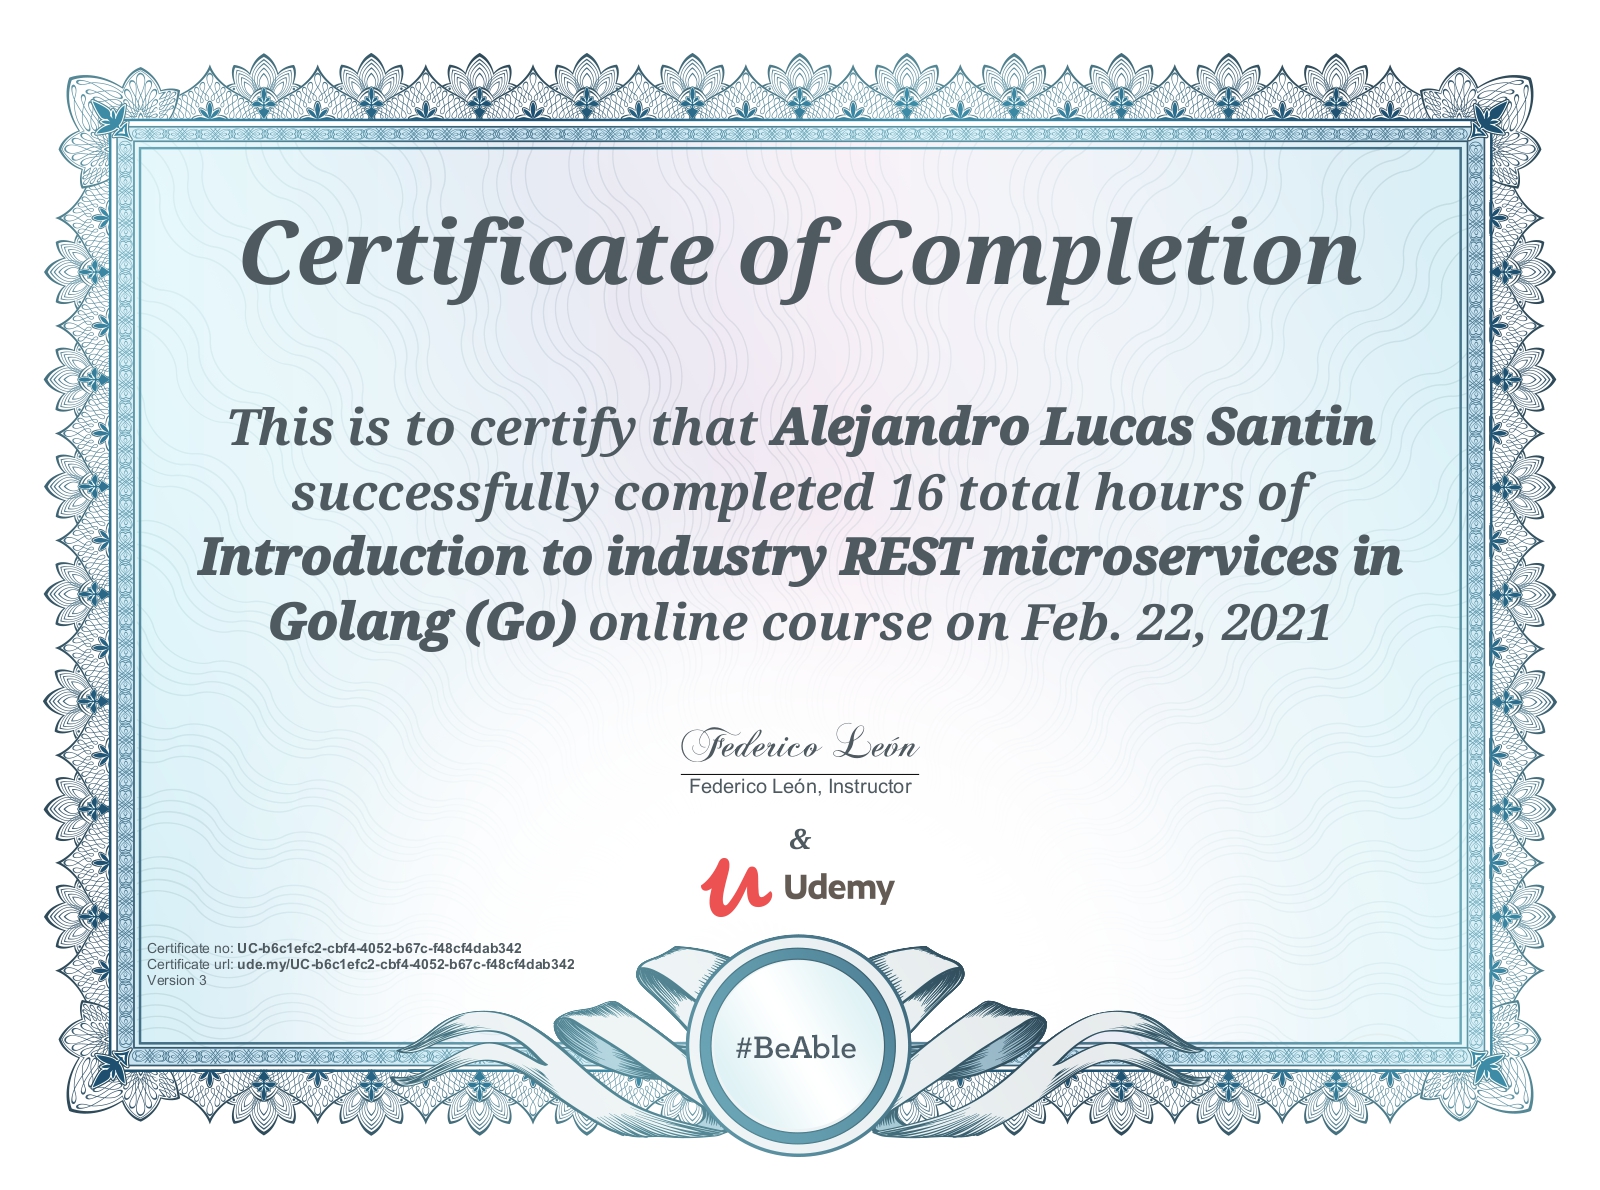 Certificate of Completion
This is to certify that Alejandro Lucas Santin
successfully completed 16 total hours of
Introduction to industry REST microservices in
Golang (Go) online course on Feb. 22, 2021
Federico León
Federico León, Instructor
&
Udemy
Certificate no: UC-b6c1efc2-cbf4-4052-b67c-f48cf4dab342
Certificate url: ude.my/UC-b6c1efc2-cbf4-4052-b67c-f48cf4dab342
Version 3
#BeAble